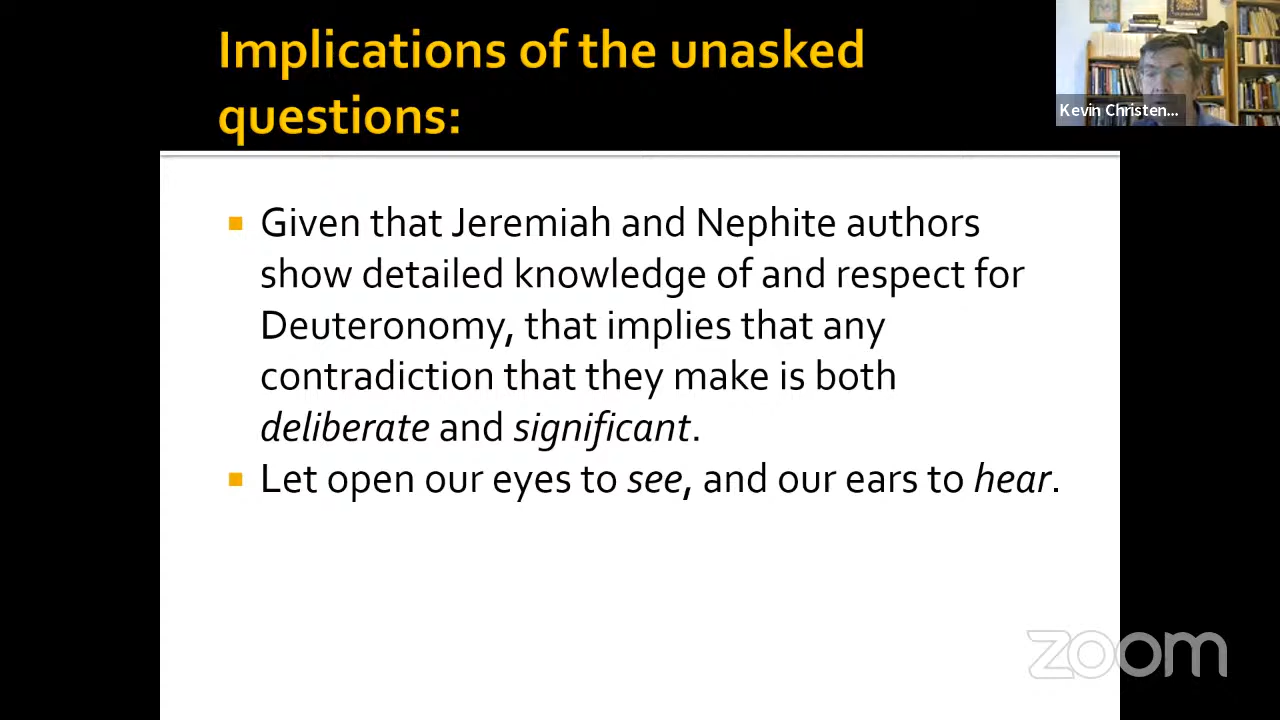 Implications of the unasked
questions:
Kevin Christen...
Given that Jeremiah and Nephite authors
show detailed knowledge of and respect for
Deuteronomy, that implies that any
contradiction that they make is both
deliberate and significant.
Let open our eyes to see, and our ears to hear.
zoom